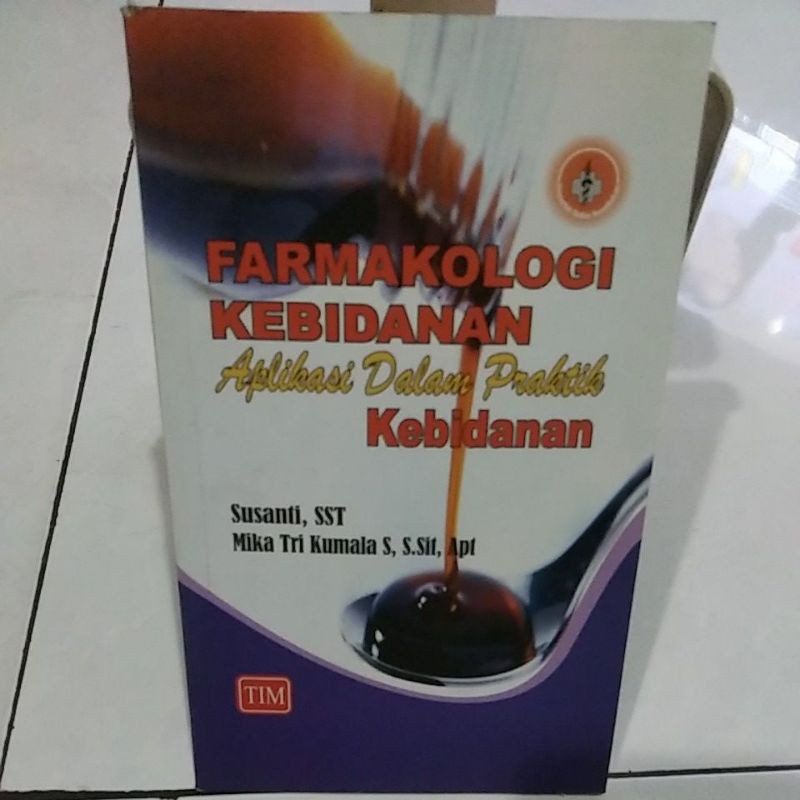 FARMAKOLOGI
KEBIDANAN
Aplikasi Dalam Praktik
Kebidanan
Susanti, SST
Mika Tri Kumala S, S.Sit, Apt
TIM